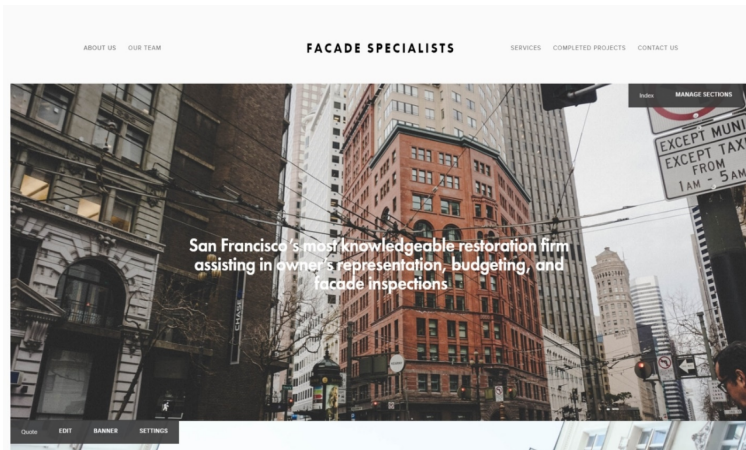 ABOUT US
OUR TEAM
FACADE SPECIALISTS
SERVICES
COMPLETED PROJECTS
CONTACT US
Index
MANAGE SECTIONS
EXCEPT MUNI
EXCEPT TAX
FROM
1AM - 5AM
San Francisco's most knowledgeable restoration firm
assisting in owner's representation, budgeting, and
facade inspections
CHASE
Quote
EDIT
BANNER
SETTINGS